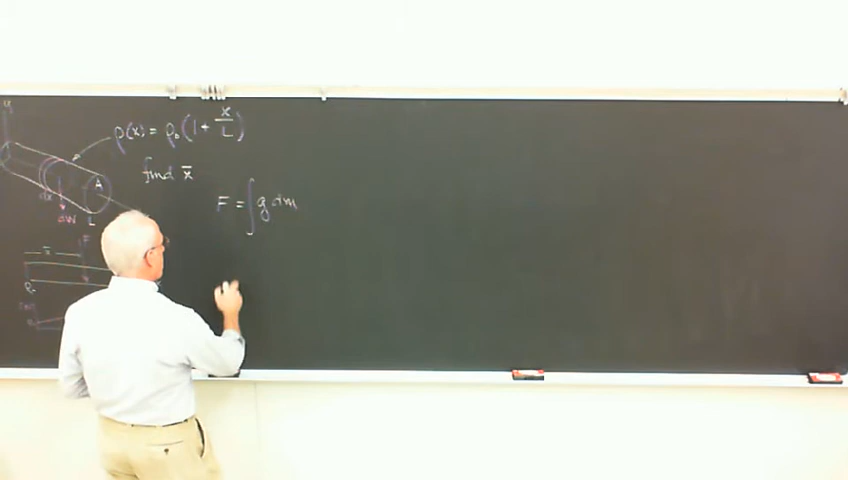 ρ(x) = ρ₀(1 + x/L)
find x̄
A
dx
dW
L
F = ∫ g dm
x̄
F